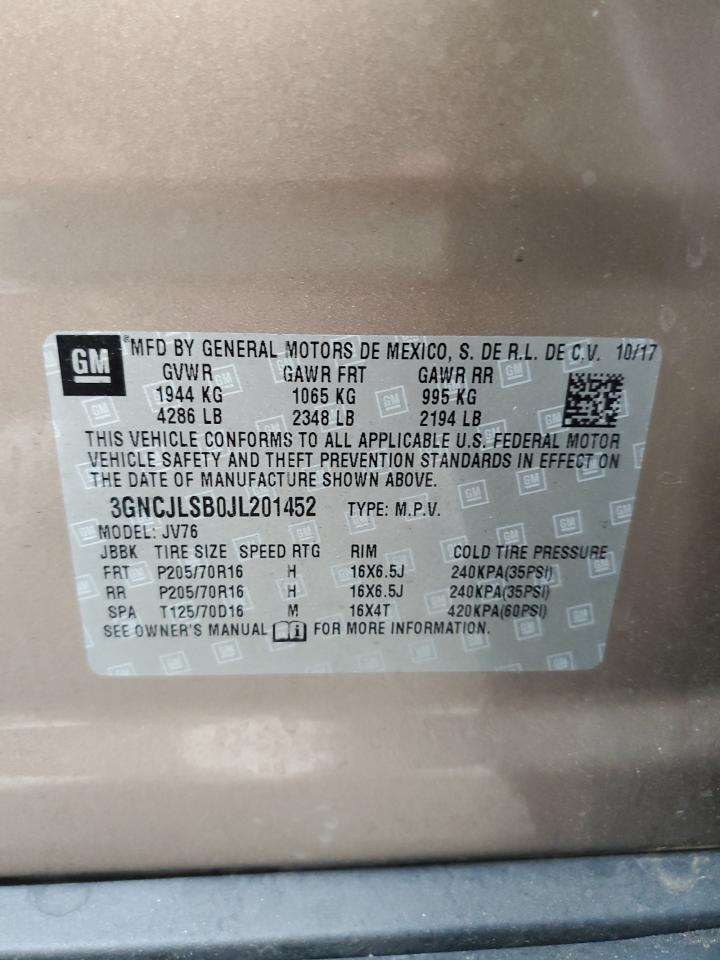 GM ®MFD BY GENERAL MOTORS DE MEXICO, S. DE R.L. DE C.V. 10/17
GVWR GAWR FRT GAWR RR
1944 KG 1065 KG 995 KG
4286 LB 2348 LB 2194 LB
THIS VEHICLE CONFORMS TO ALL APPLICABLE U.S. FEDERAL MOTOR
VEHICLE SAFETY AND THEFT PREVENTION STANDARDS IN EFFECT ON
THE DATE OF MANUFACTURE SHOWN ABOVE.
3GNCJLSB0JL201452 TYPE: M.P.V.
MODEL: JV76
JBBK TIRE SIZE SPEED RTG RIM COLD TIRE PRESSURE
FRT P205/70R16 H 16X6.5J 240KPA(35PSI)
RR P205/70R16 H 16X6.5J 240KPA(35PSI)
SPA T125/70D16 M 16X4T 420KPA(60PSI)
SEE OWNER'S MANUAL FOR MORE INFORMATION.